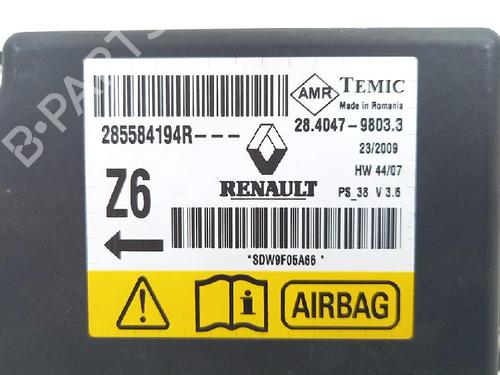 B-PARTS
AMR TEMIC
Made in Romania
285584194R---
28.4047-9803.3
23/2009
HW 44/07
Z6
RENAULT
PS_38 V 3.6
*SDW9F05A66*
i
AIRBAG